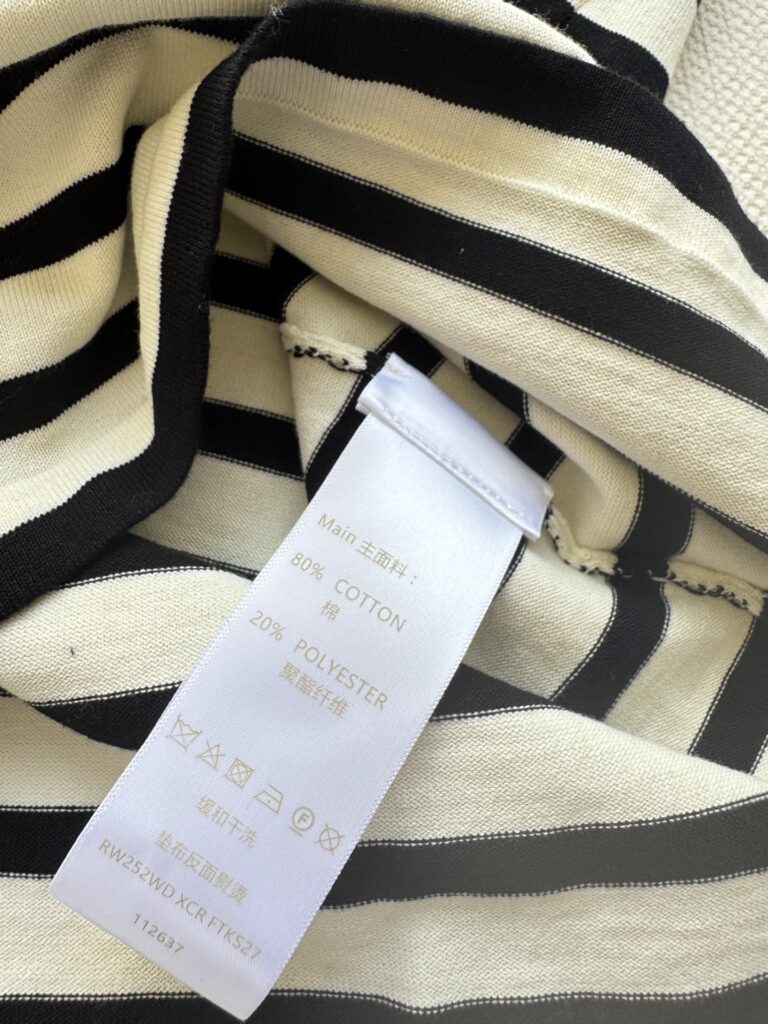 Main 主面料：
80% COTTON
棉
20% POLYESTER
聚酯纤维
F
缓和干洗
垫布反面熨烫
RW252WD XCR FTKS27
112637